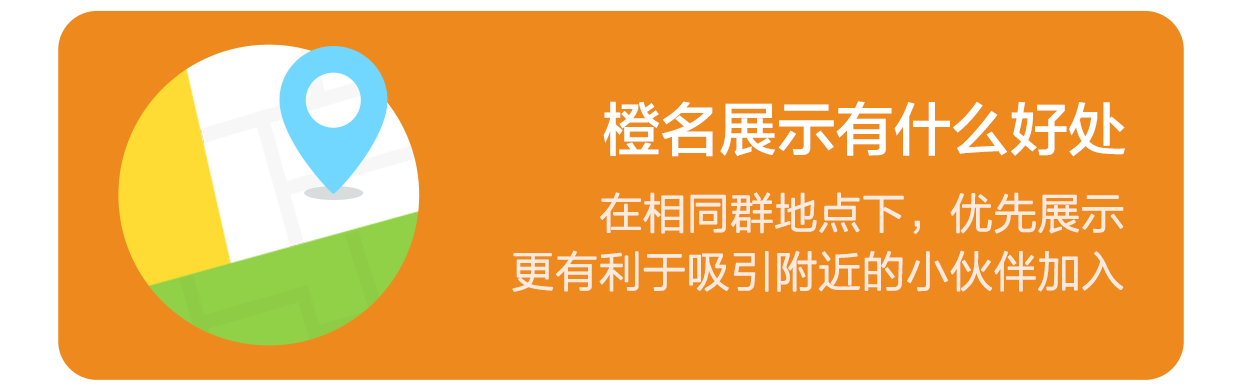 橙名展示有什么好处
在相同群地点下，优先展示
更有利于吸引附近的小伙伴加入